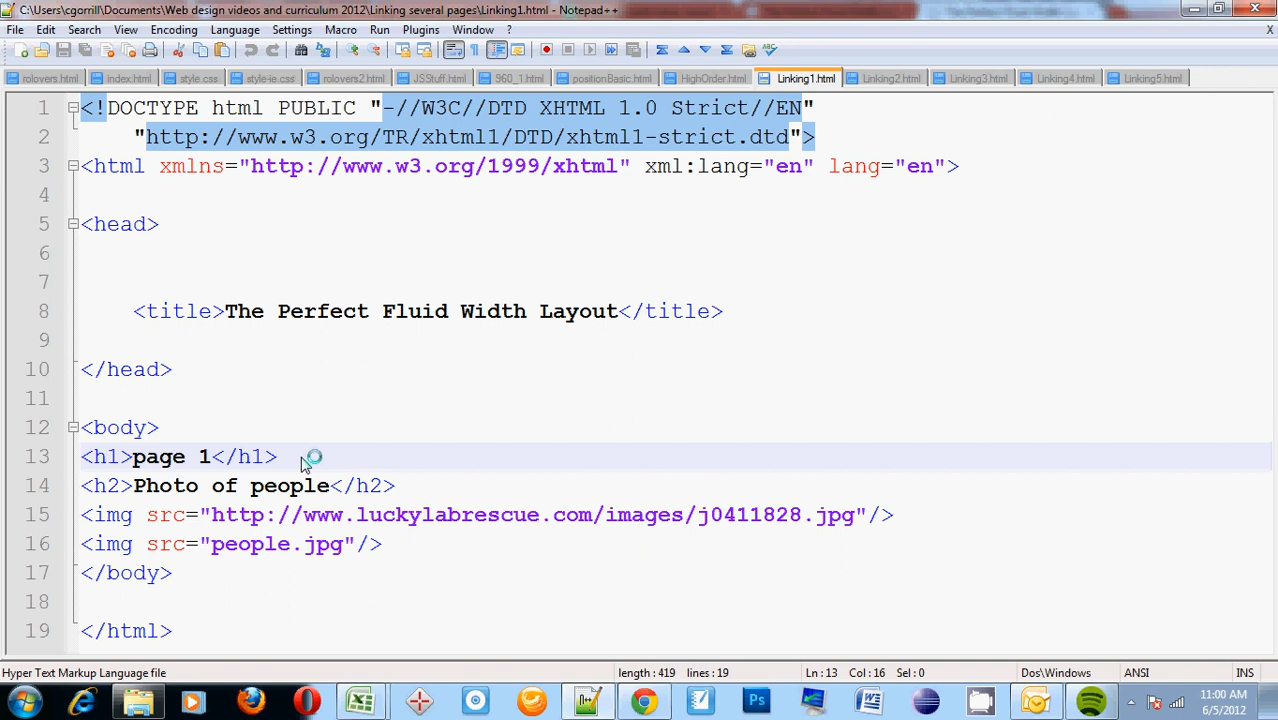 C:\Users\cgorrill\Documents\Web design videos and curriculum 2012\Linking several pages\Linking1.html - Notepad++
File Edit Search View Encoding Language Settings Macro Run Plugins Window ? X
rolovers.html index.html style.css style-ie.css rolovers2.html JSStuff.html 960_1.html positionBasic.html HighOrder.html Linking1.html Linking2.html Linking3.html Linking4.html Linking5.html
1 <!DOCTYPE html PUBLIC "-//W3C//DTD XHTML 1.0 Strict//EN"
2 "http://www.w3.org/TR/xhtml1/DTD/xhtml1-strict.dtd">
3 <html xmlns="http://www.w3.org/1999/xhtml" xml:lang="en" lang="en">
4
5 <head>
6
7
8 <title>The Perfect Fluid Width Layout</title>
9
10 </head>
11
12 <body>
13 <h1>page 1</h1>
14 <h2>Photo of people</h2>
15 <img src="http://www.luckylabrescue.com/images/j0411828.jpg"/>
16 <img src="people.jpg"/>
17 </body>
18
19 </html>
Hyper Text Markup Language file length : 419 lines : 19 Ln : 13 Col : 16 Sel : 0 Dos\Windows ANSI INS
11:00 AM
6/5/2012